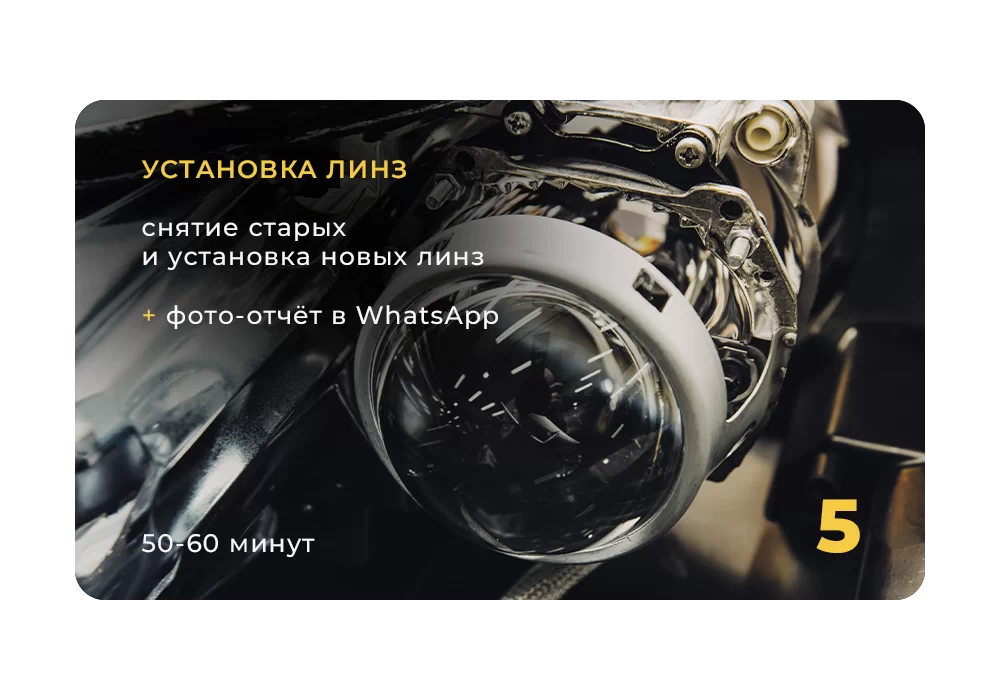 УСТАНОВКА ЛИНЗ
снятие старых
и установка новых линз
+ фото-отчёт в WhatsApp
50-60 минут
5